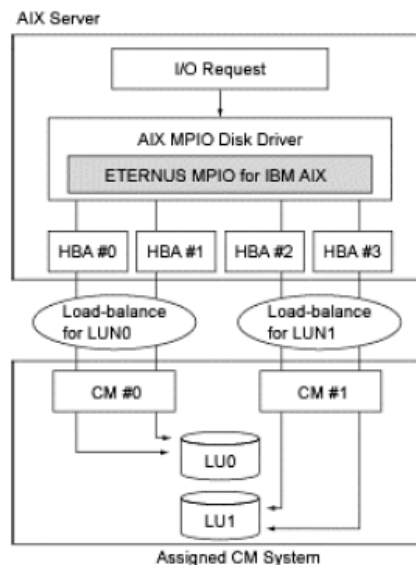 AIX Server
I/O Request
AIX MPIO Disk Driver
ETERNUS MPIO for IBM AIX
HBA #0
HBA #1
HBA #2
HBA #3
Load-balance
for LUN0
Load-balance
for LUN1
CM #0
CM #1
LU0
LU1
Assigned CM System